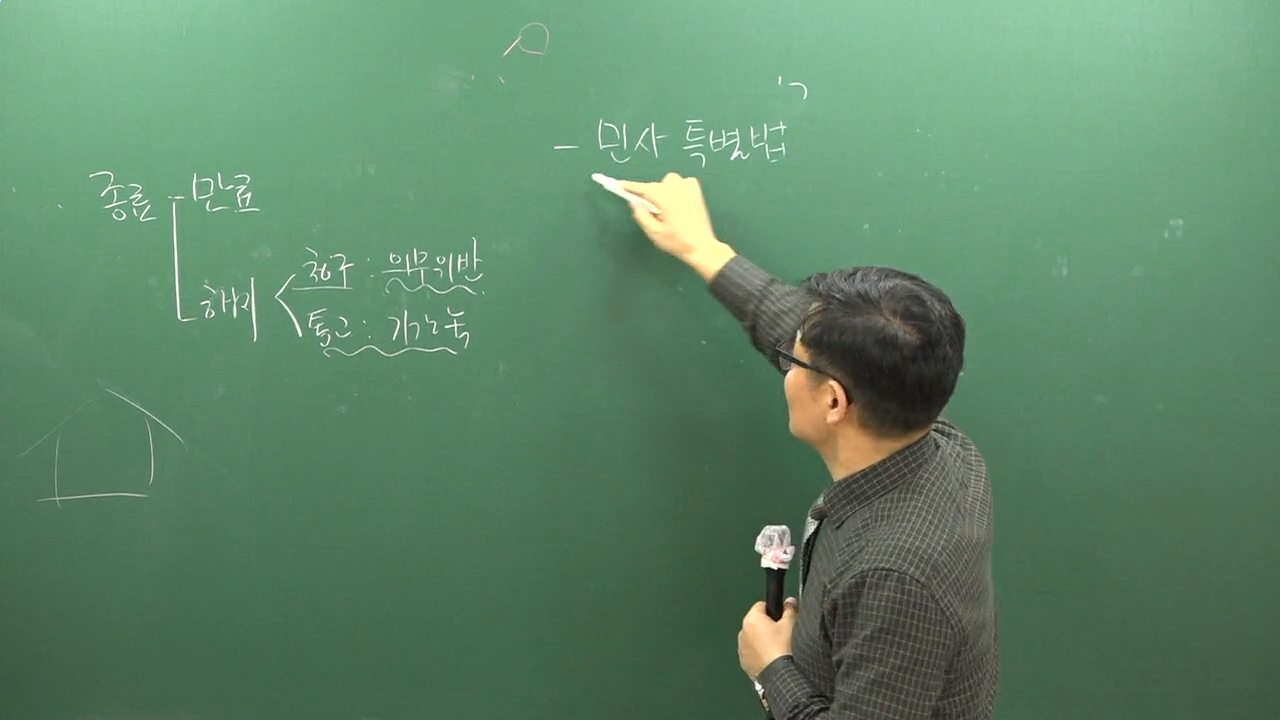 - 민사 특별법
종료 - 만료
해지 < 청구 : 의무위반
통고 : 기간 녹